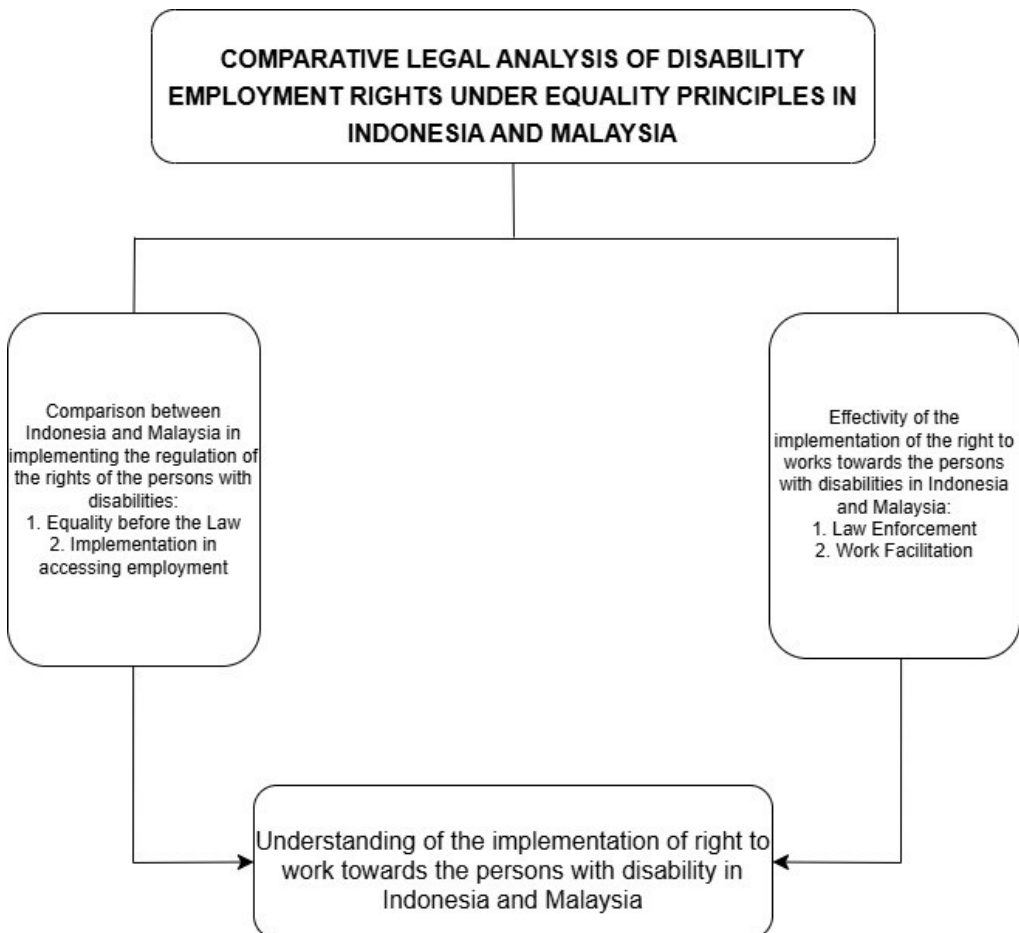 COMPARATIVE LEGAL ANALYSIS OF DISABILITY
EMPLOYMENT RIGHTS UNDER EQUALITY PRINCIPLES IN
INDONESIA AND MALAYSIA
Comparison between
Indonesia and Malaysia in
implementing the regulation of
the rights of the persons with
disabilities:
1. Equality before the Law
2. Implementation in
accessing employment
Effectivity of the
implementation of the right to
works towards the persons
with disabilities in Indonesia
and Malaysia:
1. Law Enforcement
2. Work Facilitation
Understanding of the implementation of right to
work towards the persons with disability in
Indonesia and Malaysia